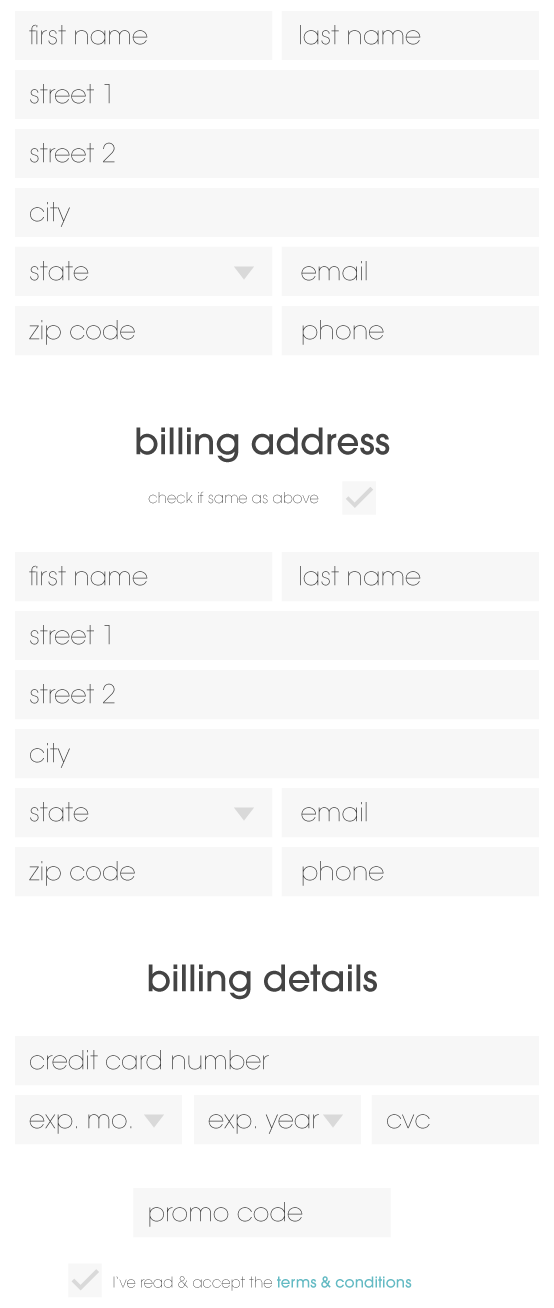 first name last name
street 1
street 2
city
state email
zip code phone
billing address
check if same as above
first name last name
street 1
street 2
city
state email
zip code phone
billing details
credit card number
exp. mo. exp. year cvc
promo code
I've read & accept the terms & conditions